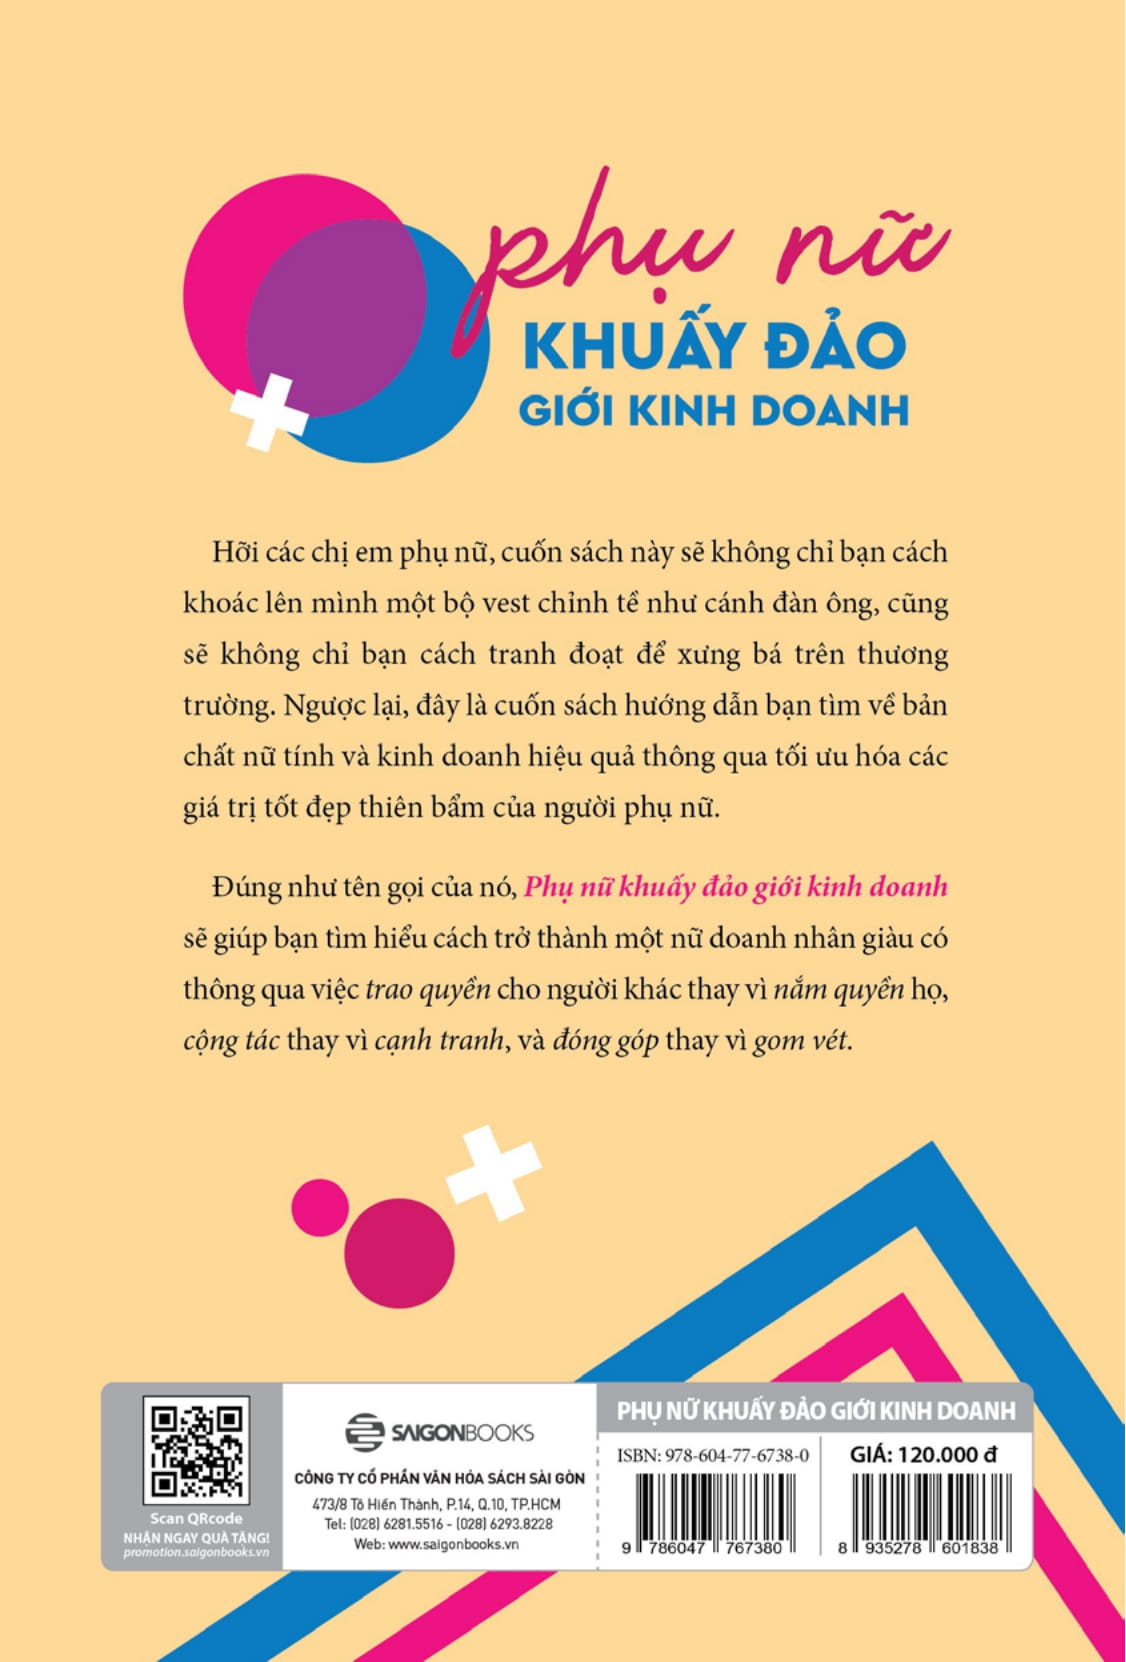 phụ nữ
KHUẤY ĐẢO
GIỚI KINH DOANH
Hỡi các chị em phụ nữ, cuốn sách này sẽ không chỉ bạn cách
khoác lên mình một bộ vest chỉnh tề như cánh đàn ông, cũng
sẽ không chỉ bạn cách tranh đoạt để xưng bá trên thương
trường. Ngược lại, đây là cuốn sách hướng dẫn bạn tìm về bản
chất nữ tính và kinh doanh hiệu quả thông qua tối ưu hóa các
giá trị tốt đẹp thiên bẩm của người phụ nữ.
Đúng như tên gọi của nó, Phụ nữ khuấy đảo giới kinh doanh
sẽ giúp bạn tìm hiểu cách trở thành một nữ doanh nhân giàu có
thông qua việc trao quyền cho người khác thay vì nắm quyền họ,
cộng tác thay vì cạnh tranh, và đóng góp thay vì gom vét.
Scan QRcode
NHẬN NGAY QUÀ TẶNG!
promotion.saigonbooks.vn
SAIGONBOOKS
CÔNG TY CỔ PHẦN VĂN HÓA SÁCH SÀI GÒN
473/8 Tô Hiến Thành, P.14, Q.10, TP.HCM
Tel: (028) 6281.5516 - (028) 6293.8228
Web: www.saigonbooks.vn
PHỤ NỮ KHUẤY ĐẢO GIỚI KINH DOANH
ISBN: 978-604-77-6738-0
9 786047 767380
GIÁ: 120.000 đ
8 935278 601838